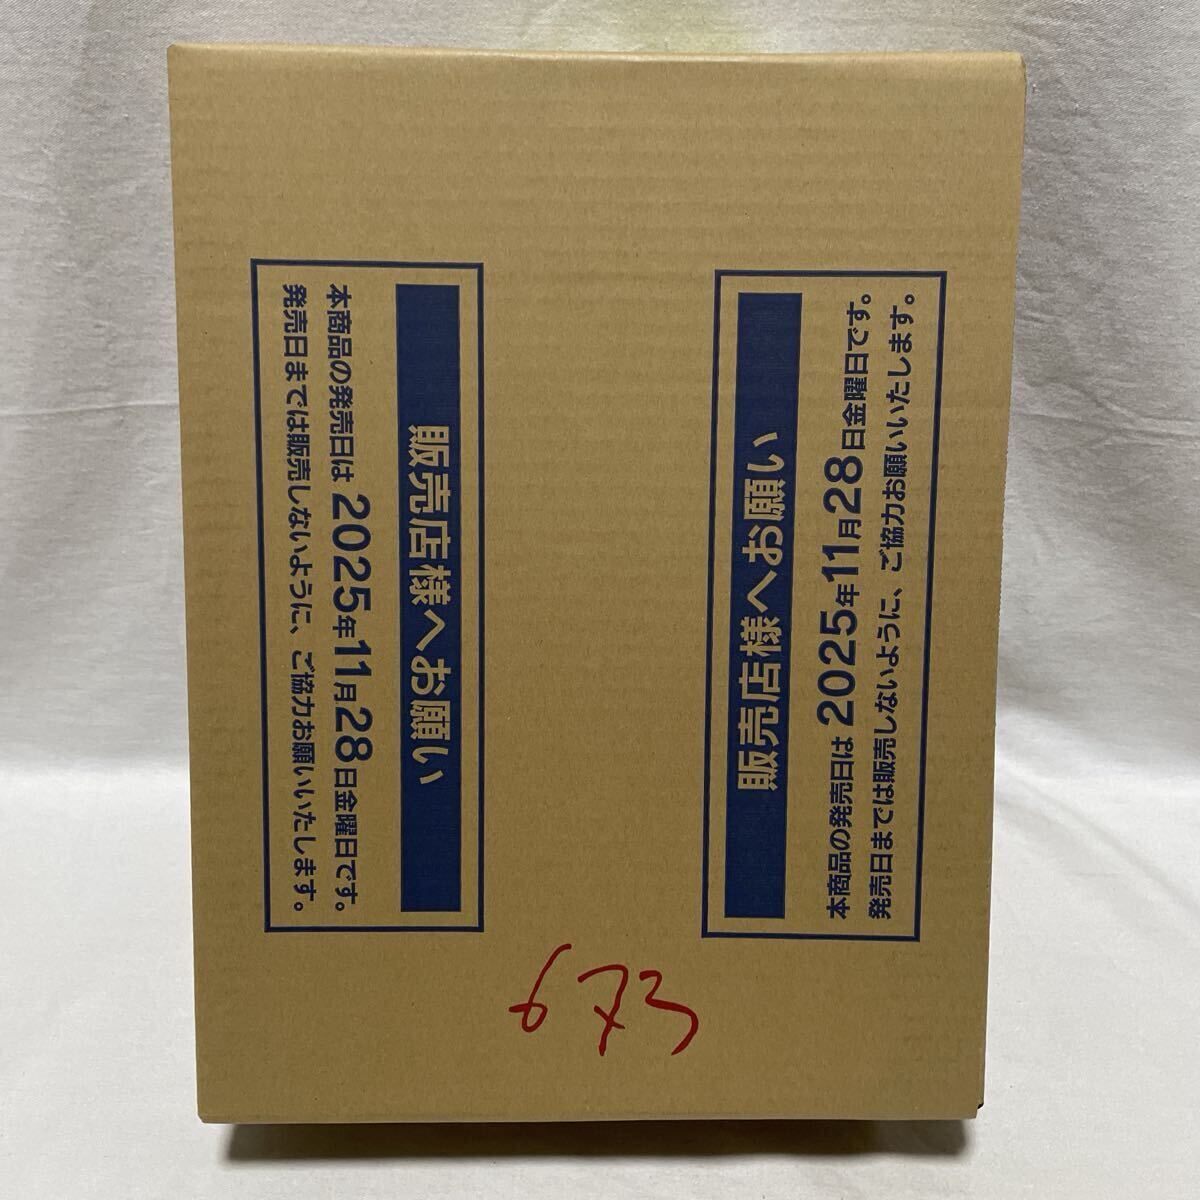 販売店様へお願い
本商品の発売日は2025年11月28日金曜日です。
発売日までは販売しないように、ご協力お願いいたします。
販売店様へお願い
本商品の発売日は2025年11月28日金曜日です。
発売日までは販売しないように、ご協力お願いいたします。
673